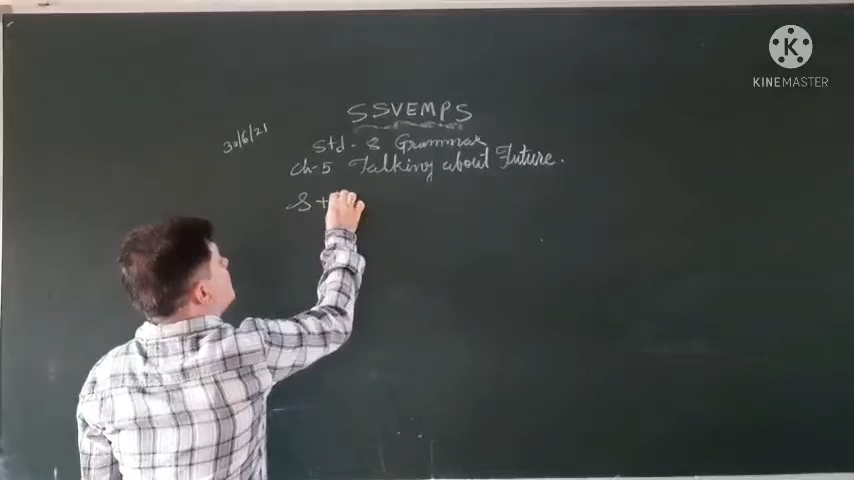 KINEMASTER
SSVEMPS
30/6/21
Std - 8 Grammar
Ch-5 Talking about Future.
S +